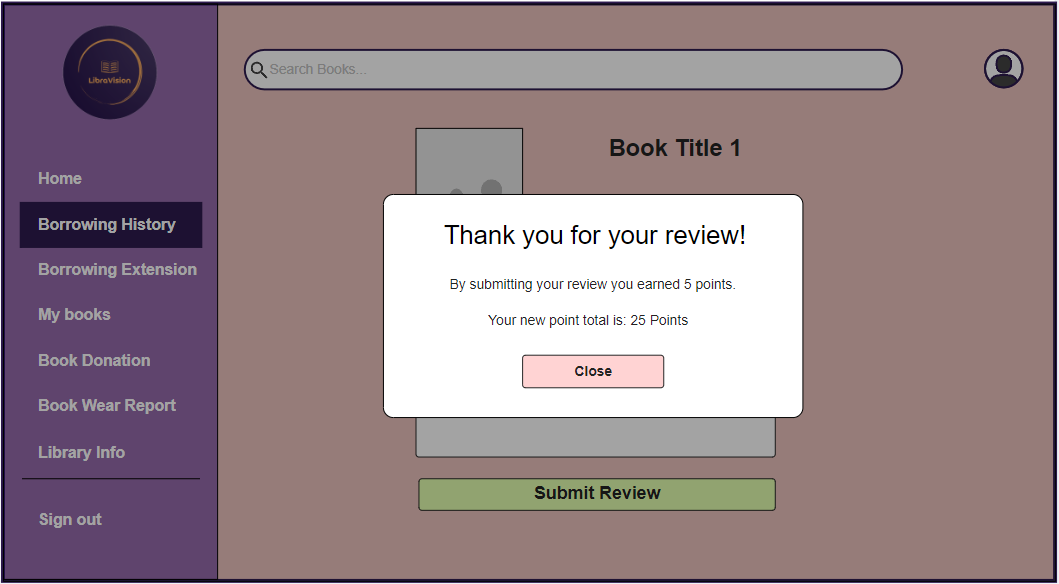 LibraVision
Home
Borrowing History
Borrowing Extension
My books
Book Donation
Book Wear Report
Library Info
Sign out
Search Books...
Book Title 1
Thank you for your review!
By submitting your review you earned 5 points.
Your new point total is: 25 Points
Close
Submit Review